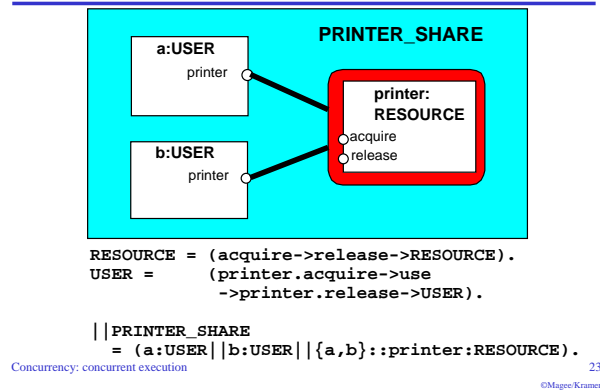 PRINTER_SHARE
a:USER
printer
printer:
RESOURCE
acquire
release
b:USER
printer
RESOURCE = (acquire->release->RESOURCE).
USER = (printer.acquire->use
->printer.release->USER).
||PRINTER_SHARE
= (a:USER||b:USER||{a,b}::printer:RESOURCE).
Concurrency: concurrent execution
23
©Magee/Kramer